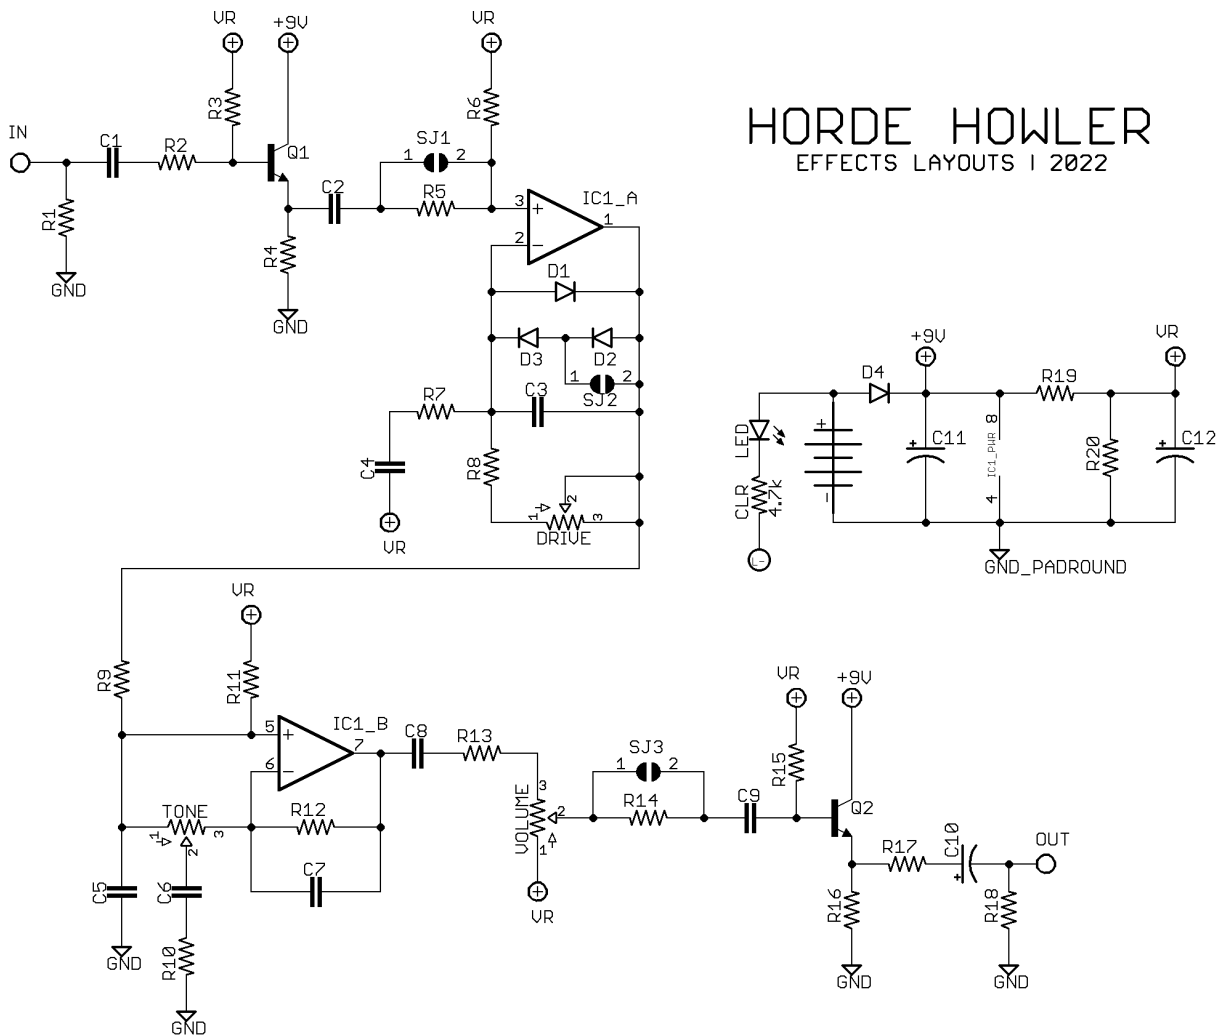 HORDE HOWLER
EFFECTS LAYOUTS | 2022
VR
+9V
VR
IN
C1
R2
R3
Q1
R1
GND
C2
R4
GND
SJ1
1
2
R5
R6
3
+
2
-
IC1_A
1
D1
D3
D2
1
2
SJ2
R7
C3
C4
VR
R8
1
2
3
DRIVE
+9V
VR
D4
R19
LED
CLR
4.7k
L-
+
-
+
C11
8
IC1_PWR
4
R20
+
C12
GND_PADROUND
VR
R9
R11
5
+
6
-
IC1_B
7
C8
R13
TONE
1
2
3
R12
C7
C5
GND
C6
R10
GND
3
VOLUME
2
1
VR
SJ3
1
2
R14
C9
VR
+9V
R15
Q2
R17
C10
+
OUT
R16
GND
R18
GND